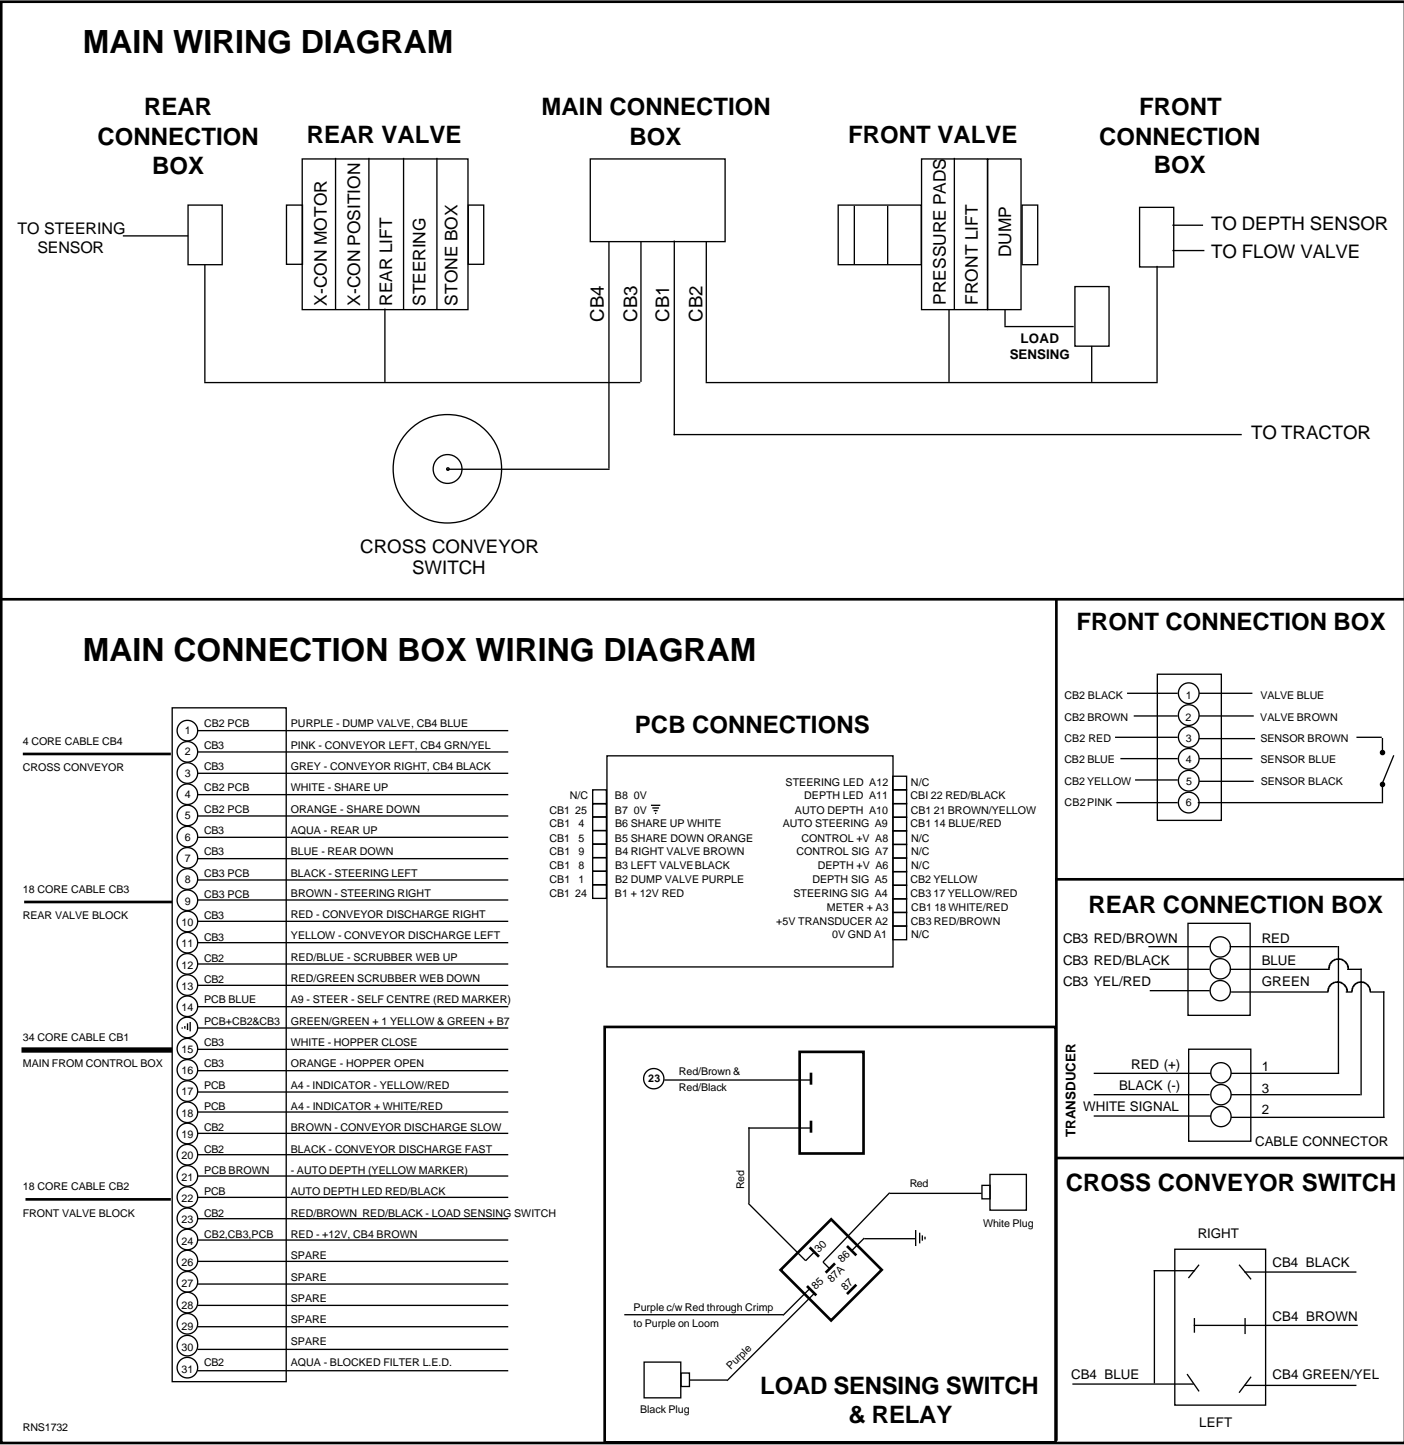 MAIN WIRING DIAGRAM
REAR
CONNECTION
BOX
REAR VALVE
MAIN CONNECTION
BOX
FRONT VALVE
FRONT
CONNECTION
BOX
TO STEERING
SENSOR
X-CON MOTOR
X-CON POSITION
REAR LIFT
STEERING
STONE BOX
CB4
CB3
CB1
CB2
PRESSURE PADS
FRONT LIFT
DUMP
LOAD
SENSING
TO DEPTH SENSOR
TO FLOW VALVE
TO TRACTOR
CROSS CONVEYOR
SWITCH
MAIN CONNECTION BOX WIRING DIAGRAM
4 CORE CABLE CB4
CROSS CONVEYOR
18 CORE CABLE CB3
REAR VALVE BLOCK
34 CORE CABLE CB1
MAIN FROM CONTROL BOX
18 CORE CABLE CB2
FRONT VALVE BLOCK
1 CB2 PCB PURPLE - DUMP VALVE, CB4 BLUE
2 CB3 PINK - CONVEYOR LEFT, CB4 GRN/YEL
3 CB3 GREY - CONVEYOR RIGHT, CB4 BLACK
4 CB2 PCB WHITE - SHARE UP
5 CB2 PCB ORANGE - SHARE DOWN
6 CB3 AQUA - REAR UP
7 CB3 BLUE - REAR DOWN
8 CB3 PCB BLACK - STEERING LEFT
9 CB3 PCB BROWN - STEERING RIGHT
10 CB3 RED - CONVEYOR DISCHARGE RIGHT
11 CB3 YELLOW - CONVEYOR DISCHARGE LEFT
12 CB2 RED/BLUE - SCRUBBER WEB UP
13 CB2 RED/GREEN SCRUBBER WEB DOWN
14 PCB BLUE A9 - STEER - SELF CENTRE (RED MARKER)
PCB+CB2&CB3 GREEN/GREEN + 1 YELLOW & GREEN + B7
15 CB3 WHITE - HOPPER CLOSE
16 CB3 ORANGE - HOPPER OPEN
17 PCB A4 - INDICATOR - YELLOW/RED
18 PCB A4 - INDICATOR + WHITE/RED
19 CB2 BROWN - CONVEYOR DISCHARGE SLOW
20 CB2 BLACK - CONVEYOR DISCHARGE FAST
21 PCB BROWN - AUTO DEPTH (YELLOW MARKER)
22 PCB AUTO DEPTH LED RED/BLACK
23 CB2 RED/BROWN RED/BLACK - LOAD SENSING SWITCH
24 CB2,CB3,PCB RED - +12V, CB4 BROWN
26 SPARE
27 SPARE
28 SPARE
29 SPARE
30 SPARE
31 CB2 AQUA - BLOCKED FILTER L.E.D.
RNS1732
PCB CONNECTIONS
N/C B8 0V
CB1 25 B7 0V
CB1 4 B6 SHARE UP WHITE
CB1 5 B5 SHARE DOWN ORANGE
CB1 9 B4 RIGHT VALVE BROWN
CB1 8 B3 LEFT VALVE BLACK
CB1 1 B2 DUMP VALVE PURPLE
CB1 24 B1 + 12V RED
STEERING LED A12 N/C
DEPTH LED A11 CBI 22 RED/BLACK
AUTO DEPTH A10 CB1 21 BROWN/YELLOW
AUTO STEERING A9 CB1 14 BLUE/RED
CONTROL +V A8 N/C
CONTROL SIG A7 N/C
DEPTH +V A6 N/C
DEPTH SIG A5 CB2 YELLOW
STEERING SIG A4 CB3 17 YELLOW/RED
METER + A3 CB1 18 WHITE/RED
+5V TRANSDUCER A2 CB3 RED/BROWN
0V GND A1 N/C
23
Red/Brown &
Red/Black
Red
Red
White Plug
30
86
87A
85
87
Purple c/w Red through Crimp
to Purple on Loom
Purple
Black Plug
LOAD SENSING SWITCH
& RELAY
FRONT CONNECTION BOX
CB2 BLACK 1 VALVE BLUE
CB2 BROWN 2 VALVE BROWN
CB2 RED 3 SENSOR BROWN
CB2 BLUE 4 SENSOR BLUE
CB2 YELLOW 5 SENSOR BLACK
CB2 PINK 6
REAR CONNECTION BOX
CB3 RED/BROWN RED
CB3 RED/BLACK BLUE
CB3 YEL/RED GREEN
TRANSDUCER
RED (+) 1
BLACK (-) 3
WHITE SIGNAL 2
CABLE CONNECTOR
CROSS CONVEYOR SWITCH
RIGHT
CB4 BLACK
CB4 BROWN
CB4 BLUE
CB4 GREEN/YEL
LEFT